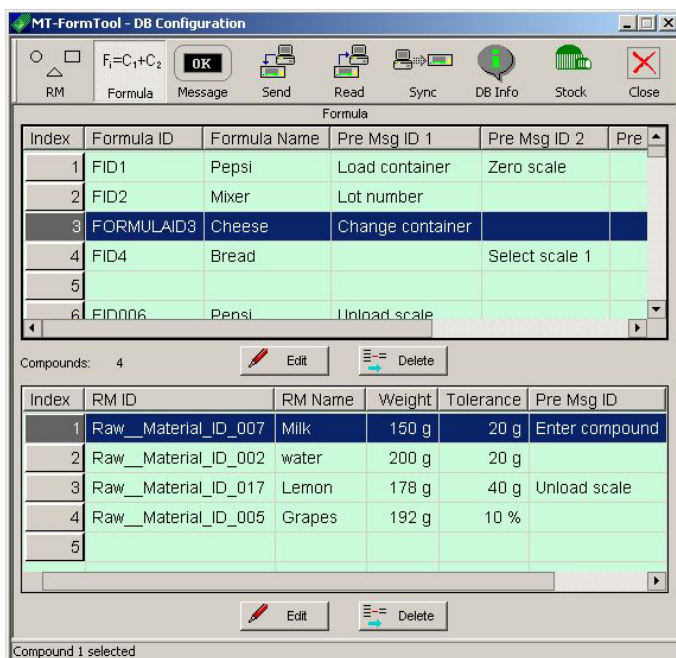 MT-FormTool - DB Configuration
Fi=C1+C2 OK
RM Formula Message Send Read Sync DB Info Stock Close
Formula
Index Formula ID Formula Name Pre Msg ID 1 Pre Msg ID 2 Pre
1 FID1 Pepsi Load container Zero scale
2 FID2 Mixer Lot number
3 FORMULAID3 Cheese Change container
4 FID4 Bread Select scale 1
5
6 FID006 Pepsi Unload scale
Compounds: 4 Edit Delete
Index RM ID RM Name Weight Tolerance Pre Msg ID
1 Raw__Material_ID_007 Milk 150 g 20 g Enter compound
2 Raw__Material_ID_002 water 200 g 20 g
3 Raw__Material_ID_017 Lemon 178 g 40 g Unload scale
4 Raw__Material_ID_005 Grapes 192 g 10 %
5
Edit Delete
Compound 1 selected